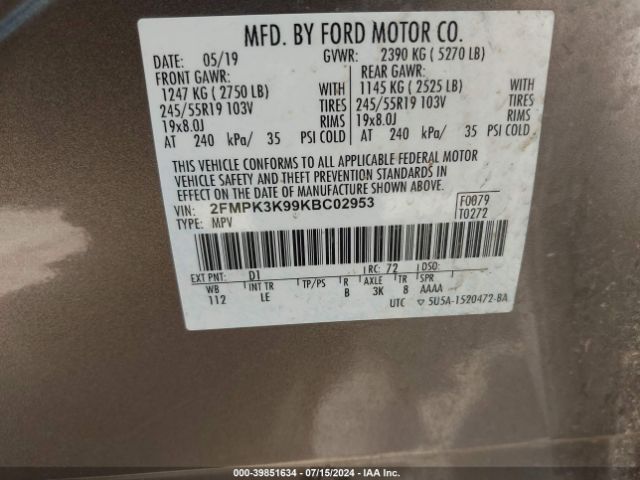 MFD. BY FORD MOTOR CO.
DATE: 05/19 GVWR: 2390 KG ( 5270 LB)
FRONT GAWR: REAR GAWR:
1247 KG ( 2750 LB) WITH 1145 KG ( 2525 LB) WITH
245/55R19 103V TIRES 245/55R19 103V TIRES
19x8.0J RIMS 19x8.0J RIMS
AT 240 kPa/ 35 PSI COLD AT 240 kPa/ 35 PSI COLD
THIS VEHICLE CONFORMS TO ALL APPLICABLE FEDERAL MOTOR
VEHICLE SAFETY AND THEFT PREVENTION STANDARDS IN
EFFECT ON THE DATE OF MANUFACTURE SHOWN ABOVE.
VIN: 2FMPK3K99KBC02953 F0079
TYPE: MPV T0272
EXT PNT: D1 RC: 72 DSO:
WB INT TR TP/PS R AXLE TR SPR
112 LE B 3K 8 AAAA
UTC 5U5A-1520472-BA
000-39851634 - 07/15/2024 - IAAI.COM